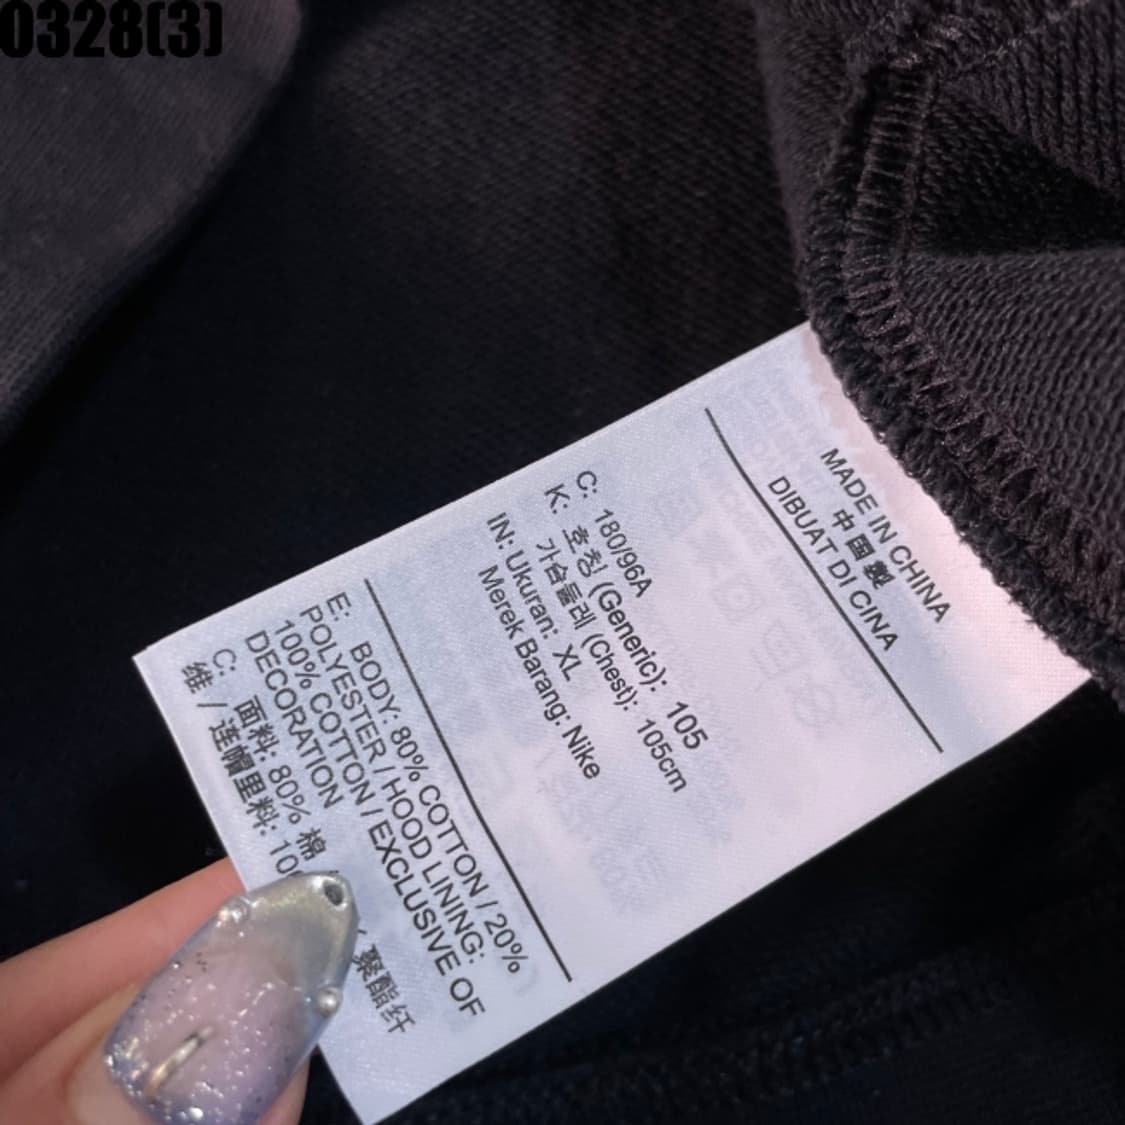 0328(3)
MADE IN CHINA
中国製
DIBUAT DI CINA
C: 180/96A
K: 호칭 (Generic): 105
가슴둘레 (Chest): 105cm
IN: Ukuran: XL
Merek Barang: Nike
E: BODY: 80% COTTON / 20%
POLYESTER / HOOD LINING:
100% COTTON / EXCLUSIVE OF
DECORATION
C: 面料: 80% 棉 / 聚酯纤
维 / 连帽里料: